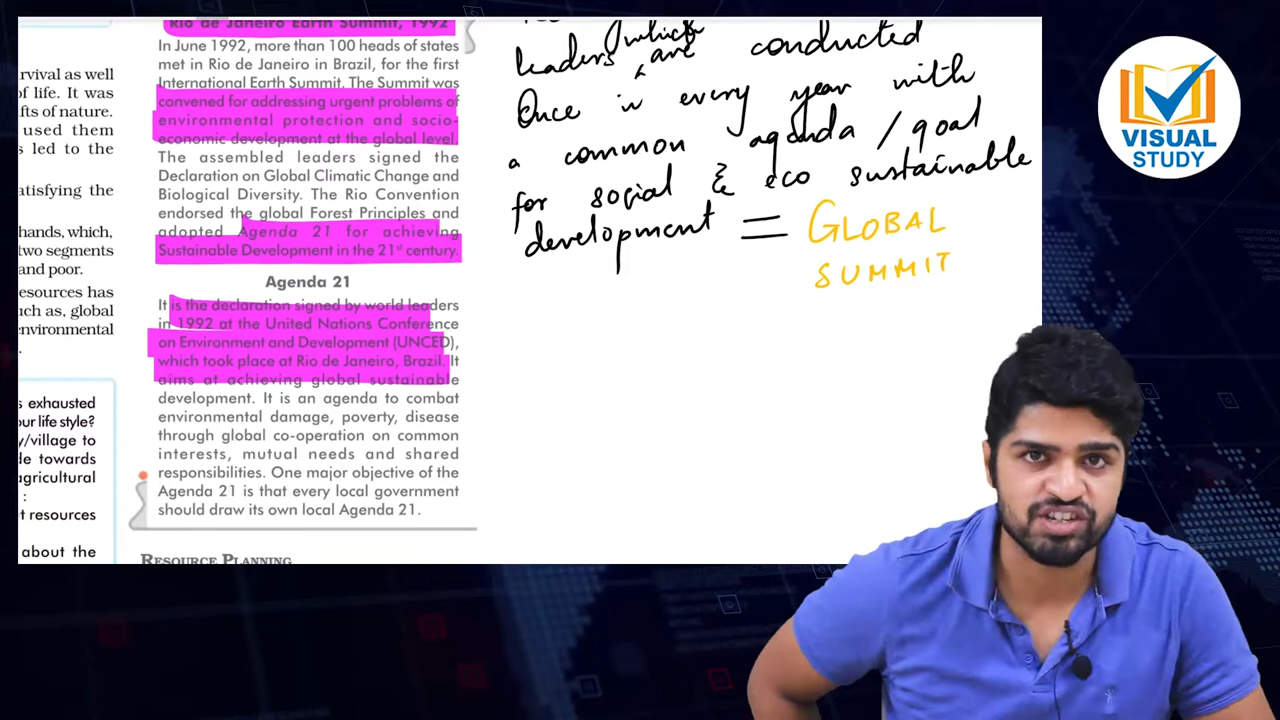 Rio de Janeiro Earth Summit, 1992
In June 1992, more than 100 heads of states
met in Rio de Janeiro in Brazil, for the first
International Earth Summit. The Summit was
convened for addressing urgent problems of
environmental protection and socio-
economic development at the global level.
The assembled leaders signed the
Declaration on Global Climatic Change and
Biological Diversity. The Rio Convention
endorsed the global Forest Principles and
adopted Agenda 21 for achieving
Sustainable Development in the 21st century.
Agenda 21
It is the declaration signed by world leaders
in 1992 at the United Nations Conference
on Environment and Development (UNCED),
which took place at Rio de Janeiro, Brazil. It
aims at achieving global sustainable
development. It is an agenda to combat
environmental damage, poverty, disease
through global co-operation on common
interests, mutual needs and shared
responsibilities. One major objective of the
Agenda 21 is that every local government
should draw its own local Agenda 21.
RESOURCE PLANNING
rvival as well
of life. It was
fts of nature.
used them
s led to the
atisfying the
hands, which,
two segments
and poor.
esources has
uch as, global
environmental
.
s exhausted
our life style?
y/village to
de towards
agricultural
:
t resources
about the
which
leaders are conducted
Once in every year with
a common agenda / goal
for social & eco sustainable
development = GLOBAL
SUMMIT
VISUAL
STUDY